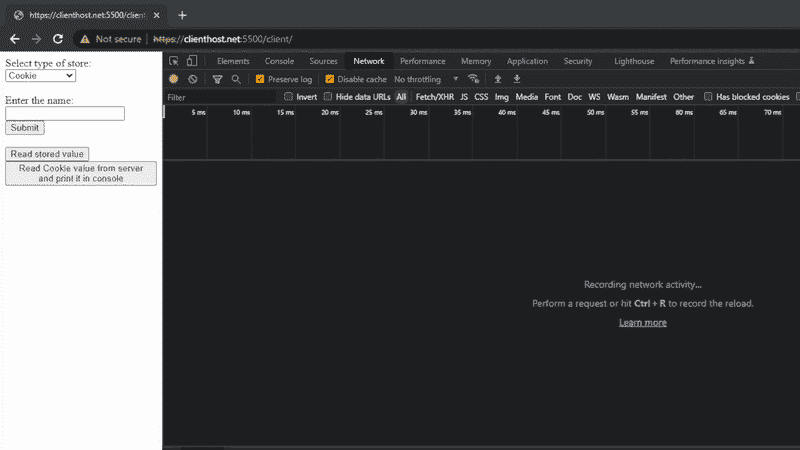 https://clienthost.net:5500/client
Not secure | https://clienthost.net:5500/client/
Select type of store:
Cookie
Enter the name:
Submit
Read stored value
Read Cookie value from server
and print it in console
Elements Console Sources Network Performance Memory Application Security Lighthouse Performance insights
Preserve log Disable cache No throttling
Filter Invert Hide data URLs All Fetch/XHR JS CSS Img Media Font Doc WS Wasm Manifest Other Has blocked cookies
5 ms 10 ms 15 ms 20 ms 25 ms 30 ms 35 ms 40 ms 45 ms 50 ms 55 ms 60 ms 65 ms 70 ms
Recording network activity...
Perform a request or hit Ctrl + R to record the reload.
Learn more